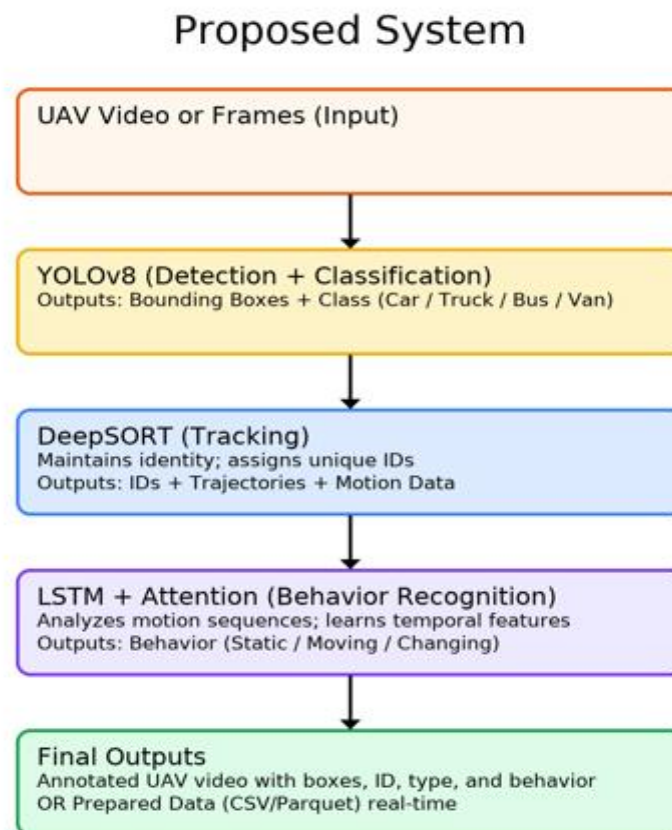 Proposed System
UAV Video or Frames (Input)
YOLOv8 (Detection + Classification)
Outputs: Bounding Boxes + Class (Car / Truck / Bus / Van)
DeepSORT (Tracking)
Maintains identity; assigns unique IDs
Outputs: IDs + Trajectories + Motion Data
LSTM + Attention (Behavior Recognition)
Analyzes motion sequences; learns temporal features
Outputs: Behavior (Static / Moving / Changing)
Final Outputs
Annotated UAV video with boxes, ID, type, and behavior
OR Prepared Data (CSV/Parquet) real-time